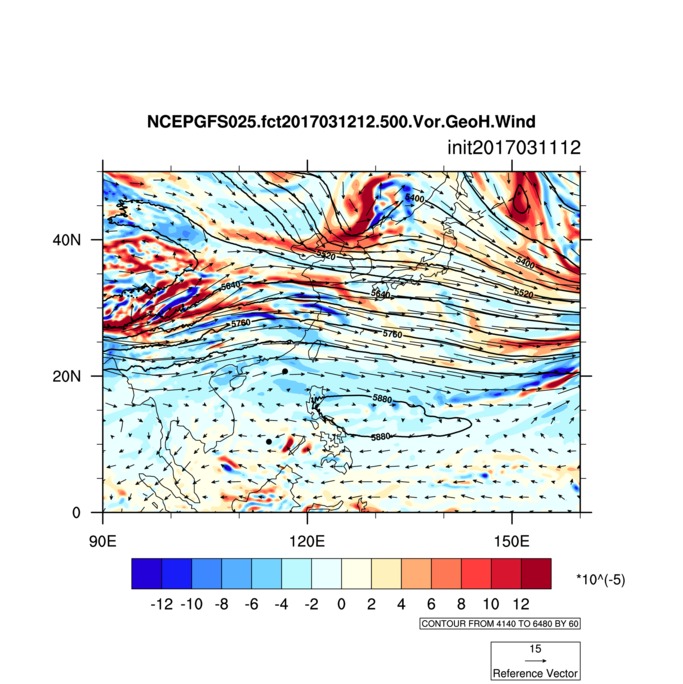 NCEPGFS025.fct2017031212.500.Vor.GeoH.Wind
init2017031112
5400
40N
5520
5400
5640
5640
5520
5760
5760
20N
5880
5880
0
90E 120E 150E
-12 -10 -8 -6 -4 -2 0 2 4 6 8 10 12
*10^(-5)
CONTOUR FROM 4140 TO 6480 BY 60
15
Reference Vector